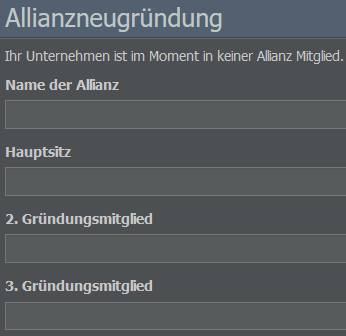 Allianzneugründung
Ihr Unternehmen ist im Moment in keiner Allianz Mitglied.
Name der Allianz
Hauptsitz
2. Gründungsmitglied
3. Gründungsmitglied